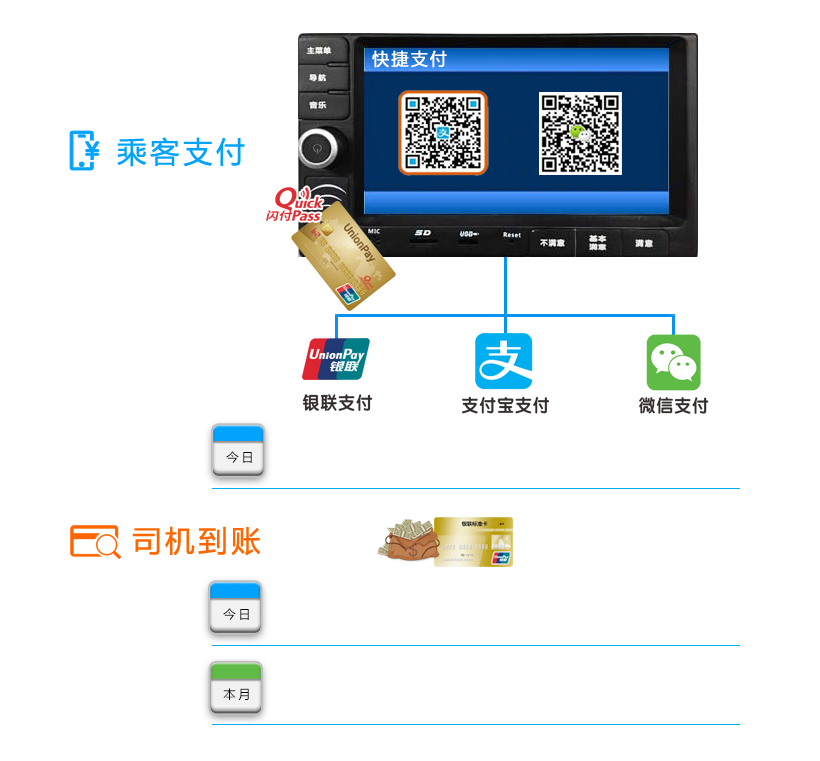 主菜单
快捷支付
导航
音乐
支
乘客支付
Quick
闪付Pass
UnionPay
MIC
SD
USB
Reset
不满意
基本
满意
满意
UnionPay
银联
支
银联支付
支付宝支付
微信支付
今日
银联标准卡
司机到账
今日
本月